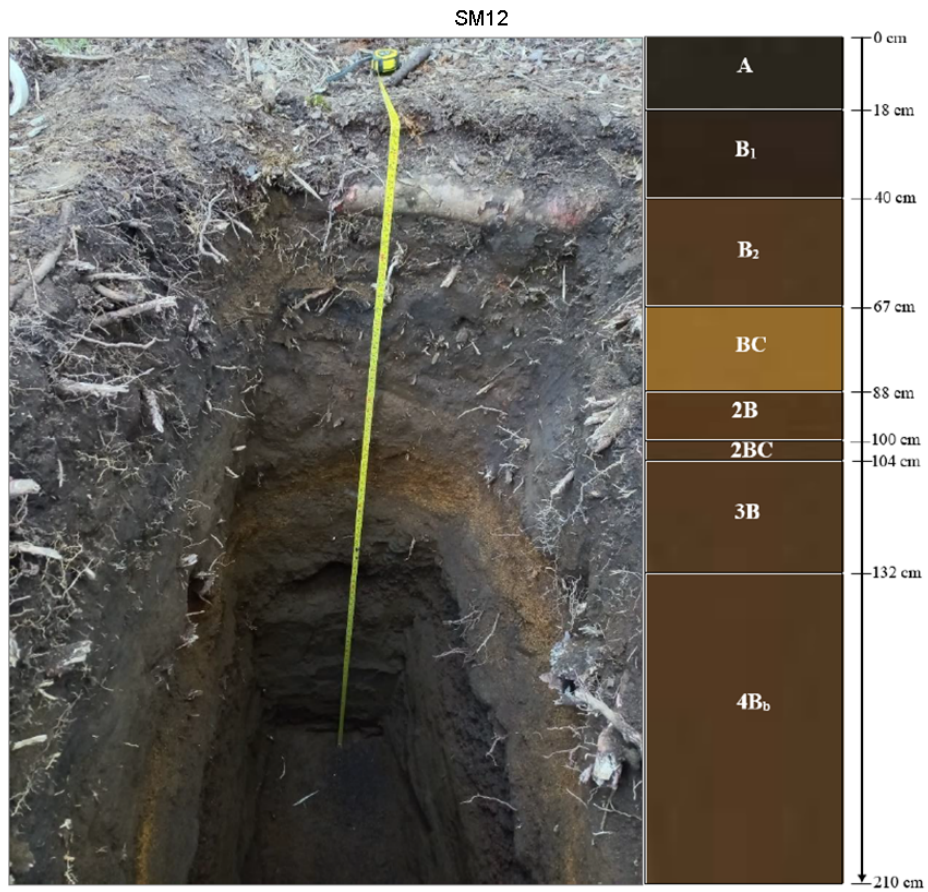 SM12
0 cm
A
18 cm
B₁
40 cm
B₂
67 cm
BC
88 cm
2B
100 cm
2BC
104 cm
3B
132 cm
4Bb
210 cm